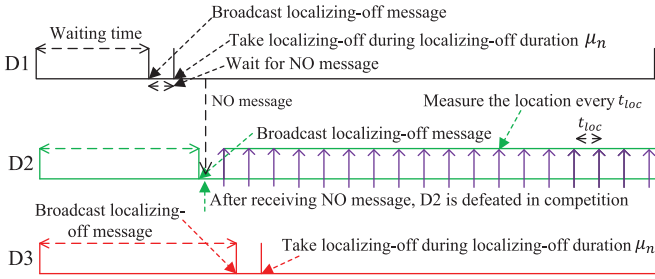 Broadcast localizing-off message
Waiting time
Take localizing-off during localizing-off duration μn
D1
Wait for NO message
NO message
Measure the location every tloc
tloc
Broadcast localizing-off message
D2
After receiving NO message, D2 is defeated in competition
Broadcast localizing-
off message
Take localizing-off during localizing-off duration μn
D3